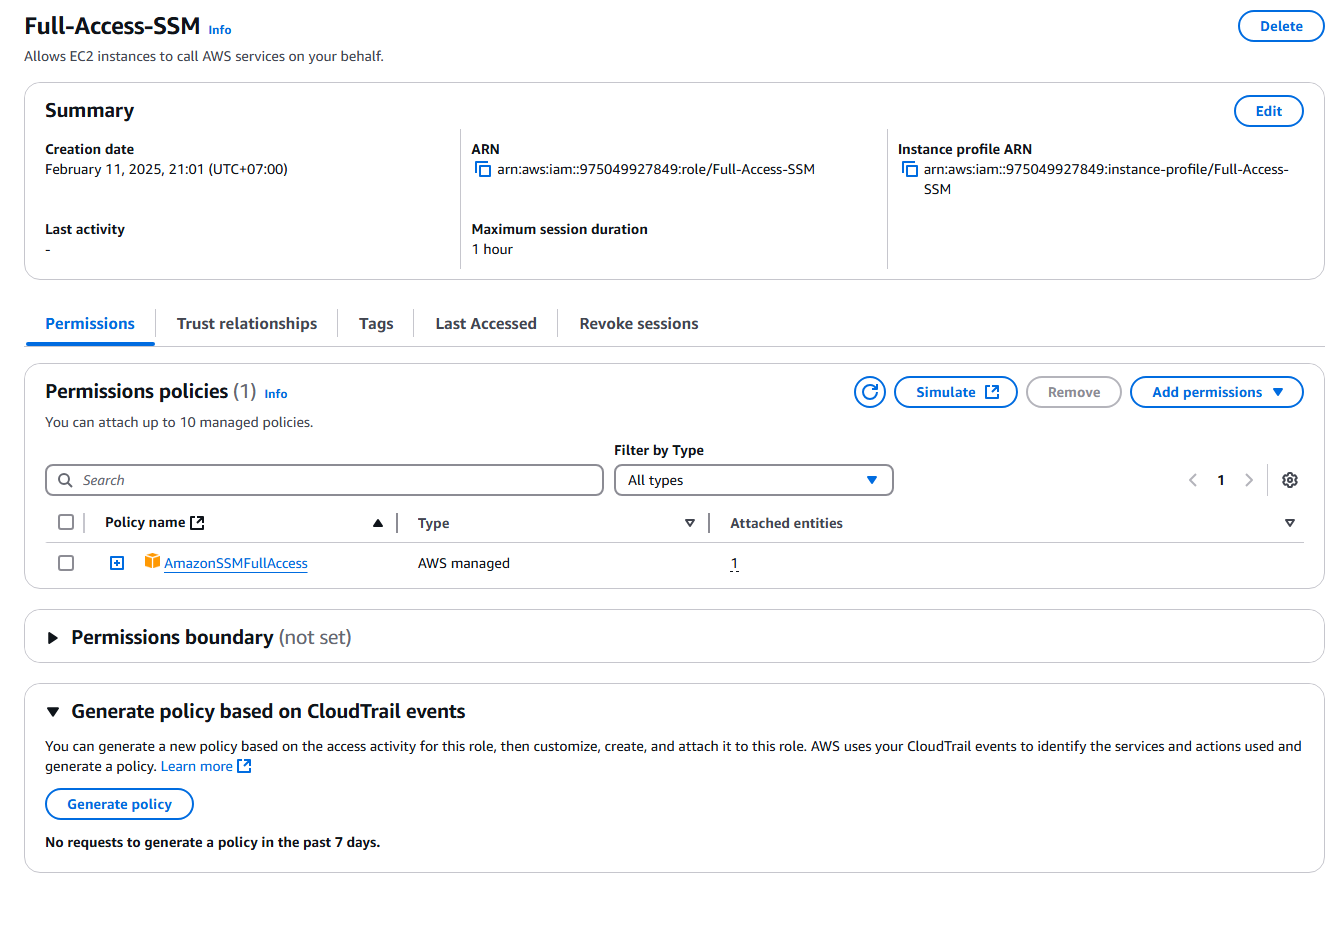 Full-Access-SSM Info
Delete
Allows EC2 instances to call AWS services on your behalf.
Summary
Edit
Creation date
February 11, 2025, 21:01 (UTC+07:00)
ARN
arn:aws:iam::975049927849:role/Full-Access-SSM
Instance profile ARN
arn:aws:iam::975049927849:instance-profile/Full-Access-
SSM
Last activity
-
Maximum session duration
1 hour
Permissions
Trust relationships
Tags
Last Accessed
Revoke sessions
Permissions policies (1) Info
Simulate
Remove
Add permissions
You can attach up to 10 managed policies.
Filter by Type
Search
All types
1
Policy name
Type
Attached entities
AmazonSSMFullAccess
AWS managed
1
Permissions boundary (not set)
Generate policy based on CloudTrail events
You can generate a new policy based on the access activity for this role, then customize, create, and attach it to this role. AWS uses your CloudTrail events to identify the services and actions used and
generate a policy. Learn more
Generate policy
No requests to generate a policy in the past 7 days.